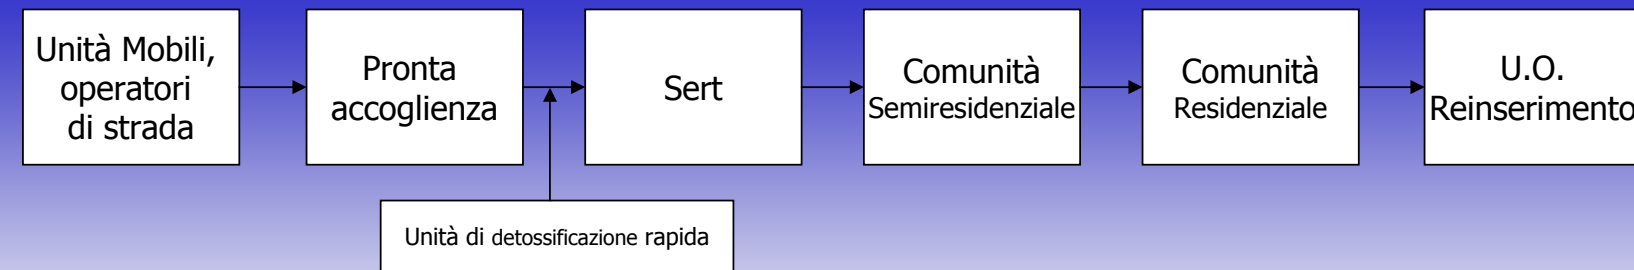 Unità Mobili,
operatori
di strada
Pronta
accoglienza
Sert
Comunità
Semiresidenziale
Comunità
Residenziale
U.O.
Reinserimento
Unità di detossificazione rapida